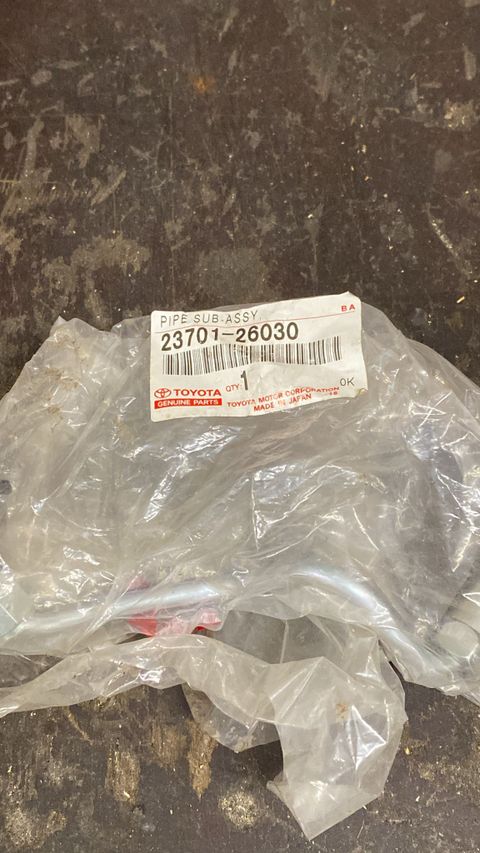 PIPE SUB-ASSY,
BA
23701-26030
QTY. 1
OK
TOYOTA
GENUINE PARTS
TOYOTA MOTOR CORPORATION
MADE IN JAPAN